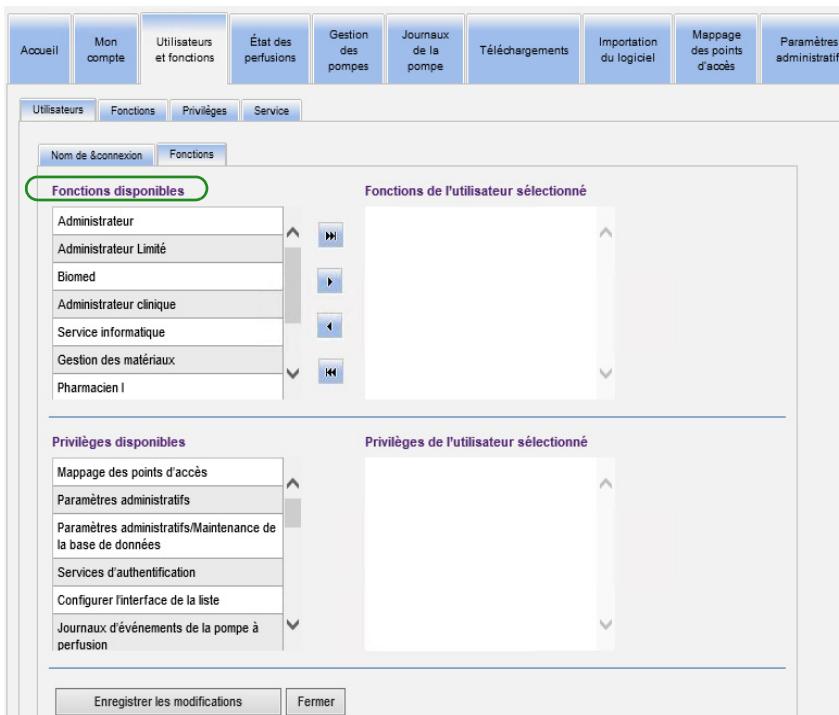 Accueil
Mon
compte
Utilisateurs
et fonctions
État des
perfusions
Gestion
des
pompes
Journaux
de la
pompe
Téléchargements
Importation
du logiciel
Mappage
des points
d'accès
Paramètres
administratif
Utilisateurs
Fonctions
Privilèges
Service
Nom de &connexion
Fonctions
Fonctions disponibles
Fonctions de l'utilisateur sélectionné
Administrateur
Administrateur Limité
Biomed
Administrateur clinique
Service informatique
Gestion des matériaux
Pharmacien I
Privilèges disponibles
Privilèges de l'utilisateur sélectionné
Mappage des points d'accès
Paramètres administratifs
Paramètres administratifs/Maintenance de
la base de données
Services d'authentification
Configurer l'interface de la liste
Journaux d'événements de la pompe à
perfusion
Enregistrer les modifications
Fermer